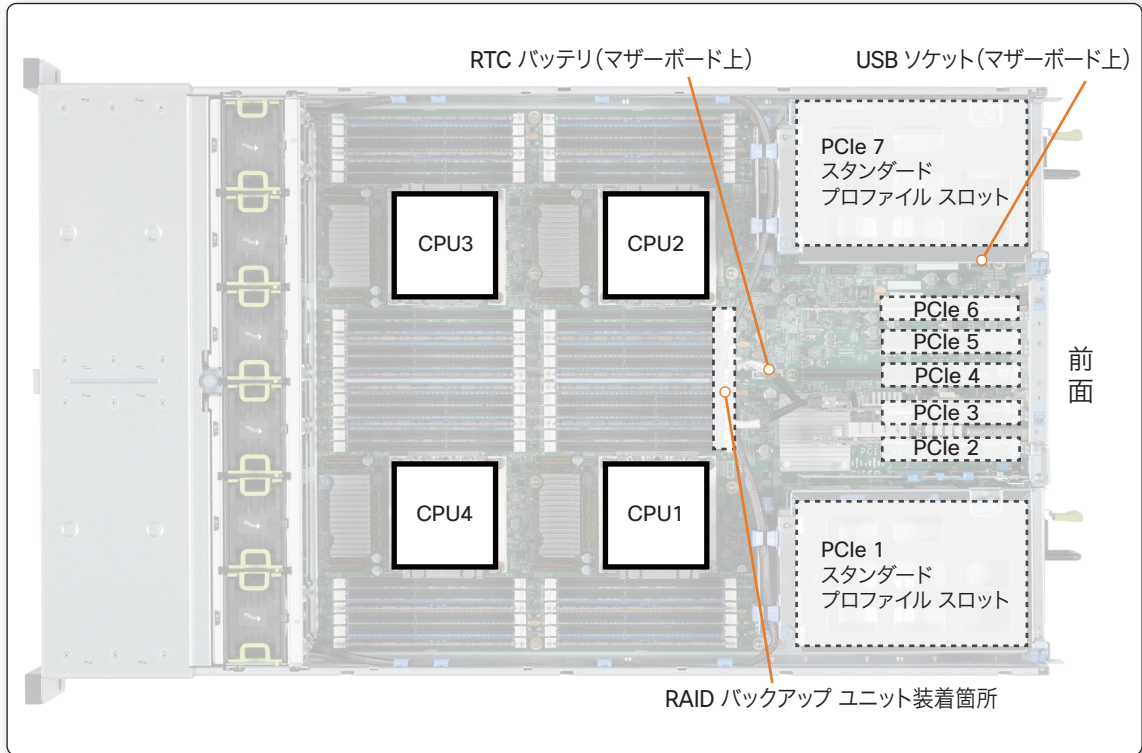 RTC バッテリ(マザーボード上)
USB ソケット(マザーボード上)
PCIe 7
スタンダード
プロファイル スロット
CPU3
CPU2
PCIe 6
PCIe 5
PCIe 4
PCIe 3
PCIe 2
前面
CPU4
CPU1
PCIe 1
スタンダード
プロファイル スロット
RAID バックアップ ユニット装着箇所